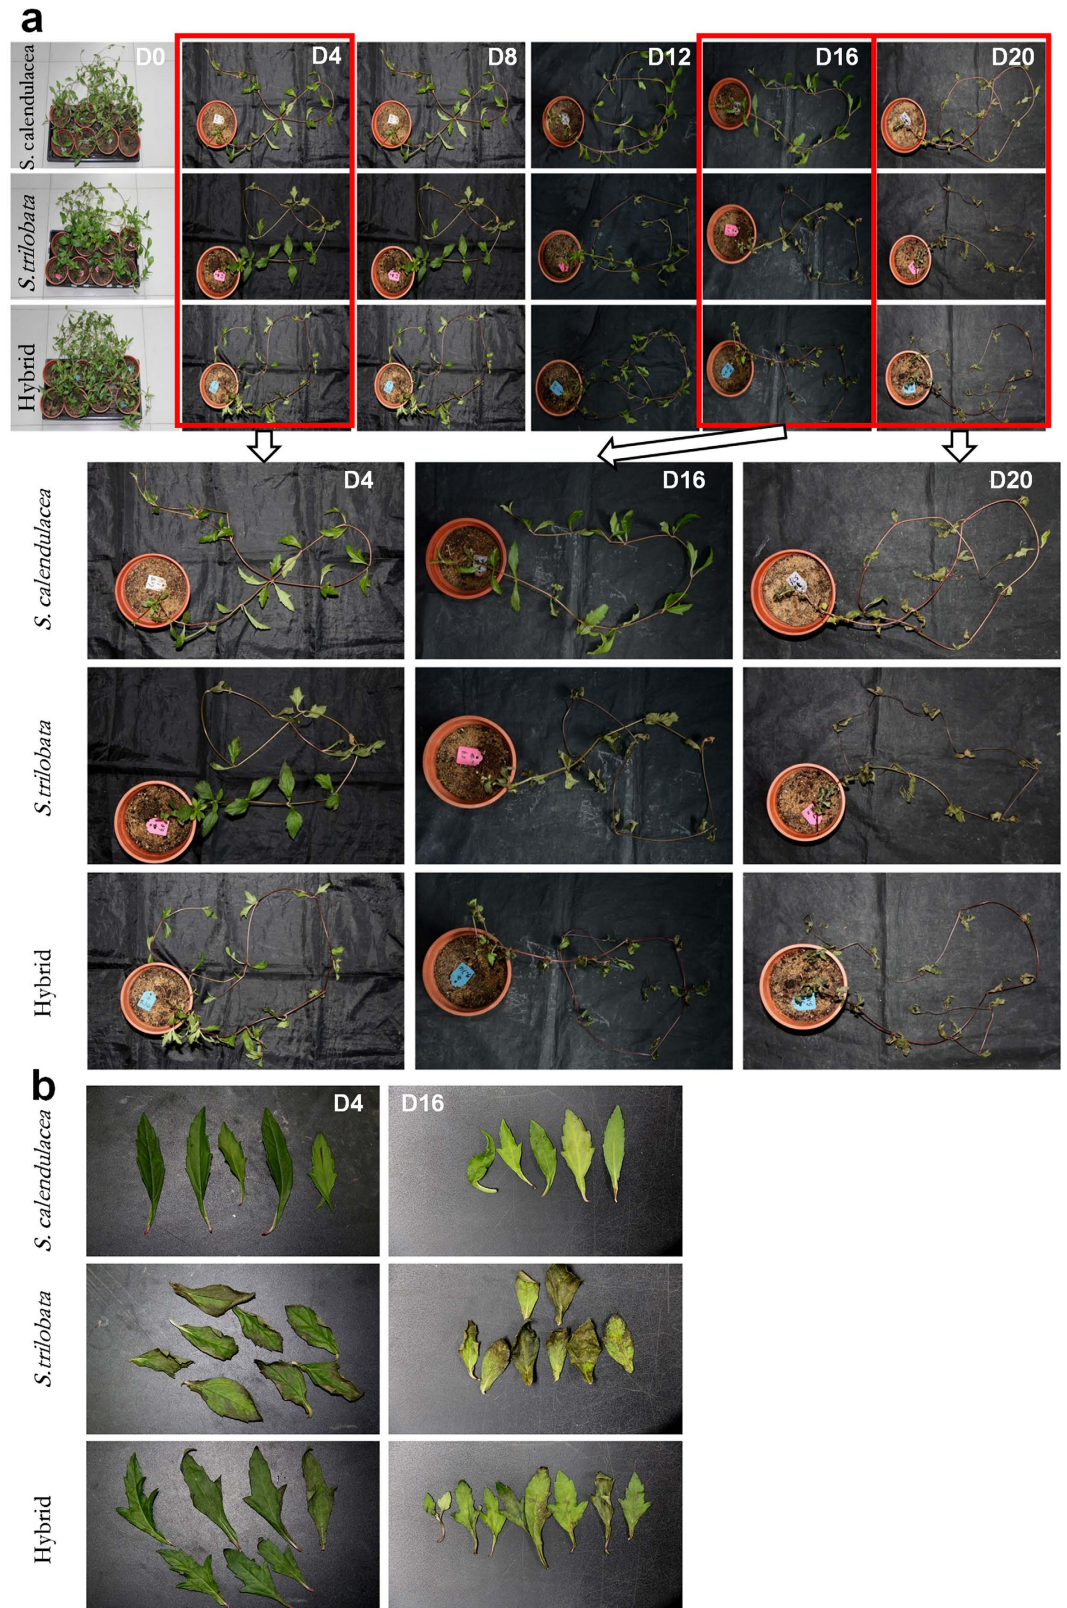 a
D0 D4 D8 D12 D16 D20
S. calendulacea
S.trilobata
Hybrid
D4 D16 D20
S. calendulacea
S.trilobata
Hybrid
b
D4 D16
S. calendulacea
S.trilobata
Hybrid